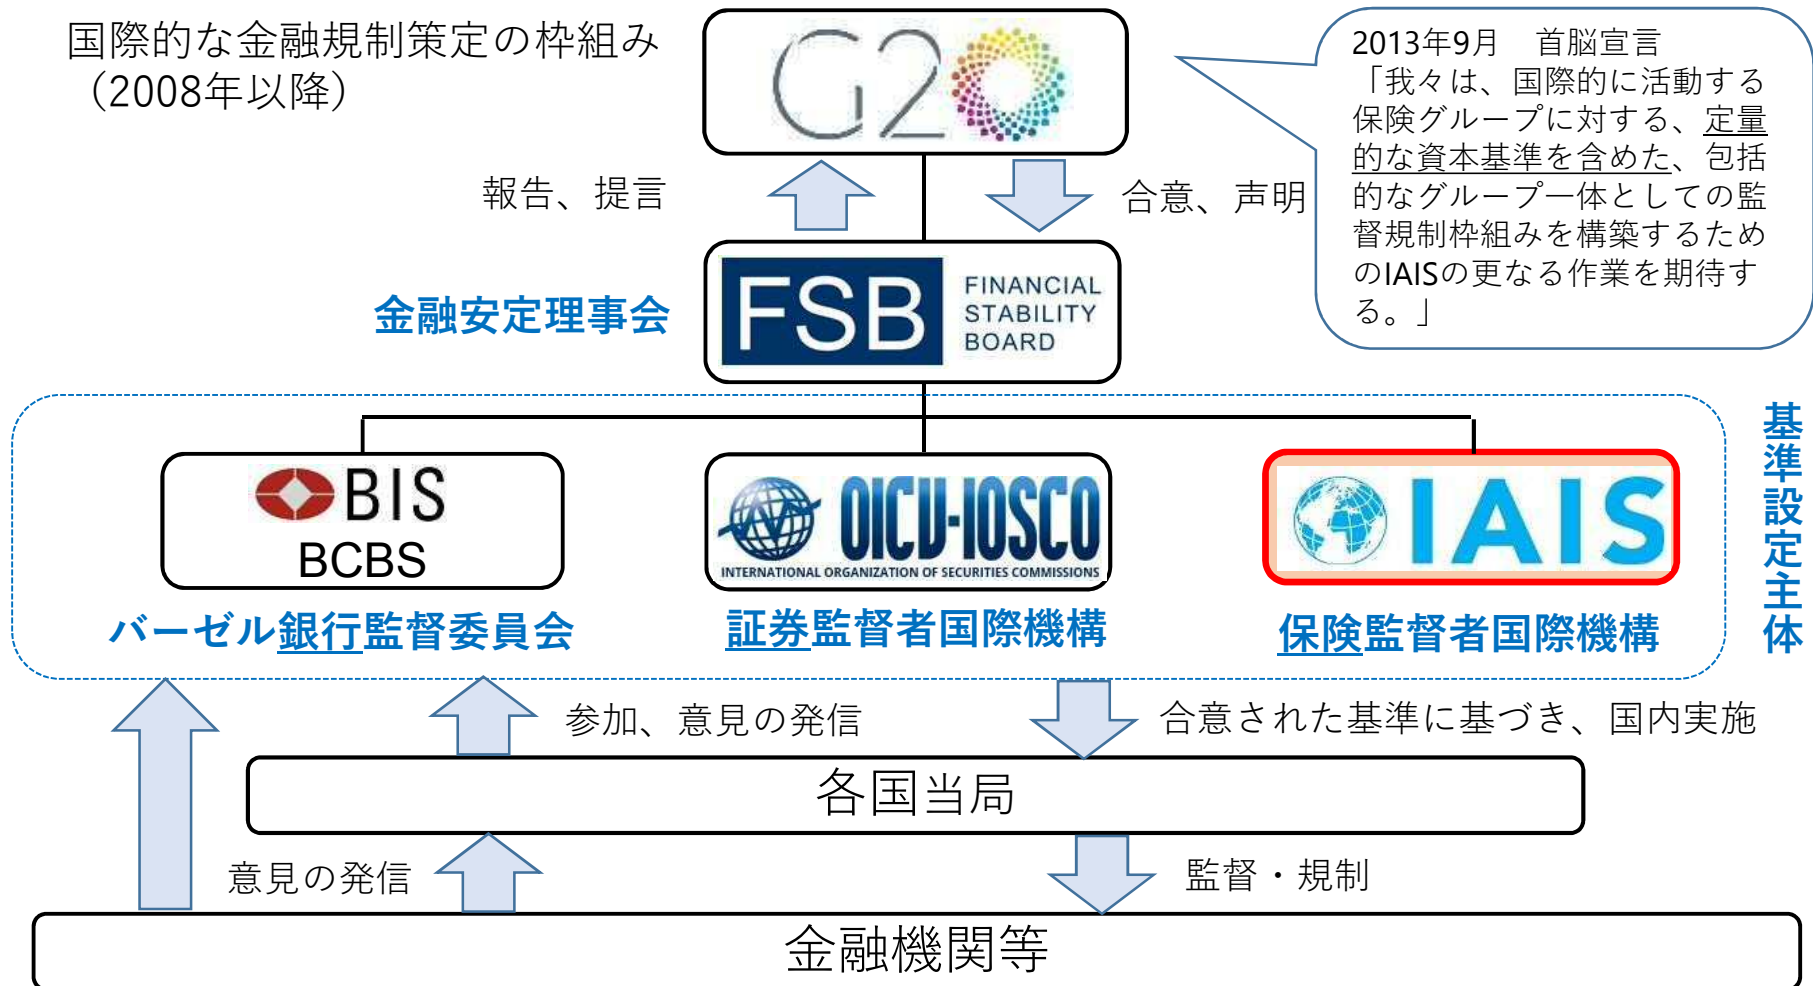 国際的な金融規制策定の枠組み
（2008年以降）
G20
2013年9月　首脳宣言
「我々は、国際的に活動する
保険グループに対する、定量
的な資本基準を含めた、包括
的なグループ一体としての監
督規制枠組みを構築するため
のIAISの更なる作業を期待す
る。」
報告、提言
合意、声明
金融安定理事会
FSB
FINANCIAL
STABILITY
BOARD
基準設定主体
BIS
BCBS
OICU-IOSCO
INTERNATIONAL ORGANIZATION OF SECURITIES COMMISSIONS
IAIS
バーゼル銀行監督委員会
証券監督者国際機構
保険監督者国際機構
参加、意見の発信
合意された基準に基づき、国内実施
各国当局
意見の発信
監督・規制
金融機関等